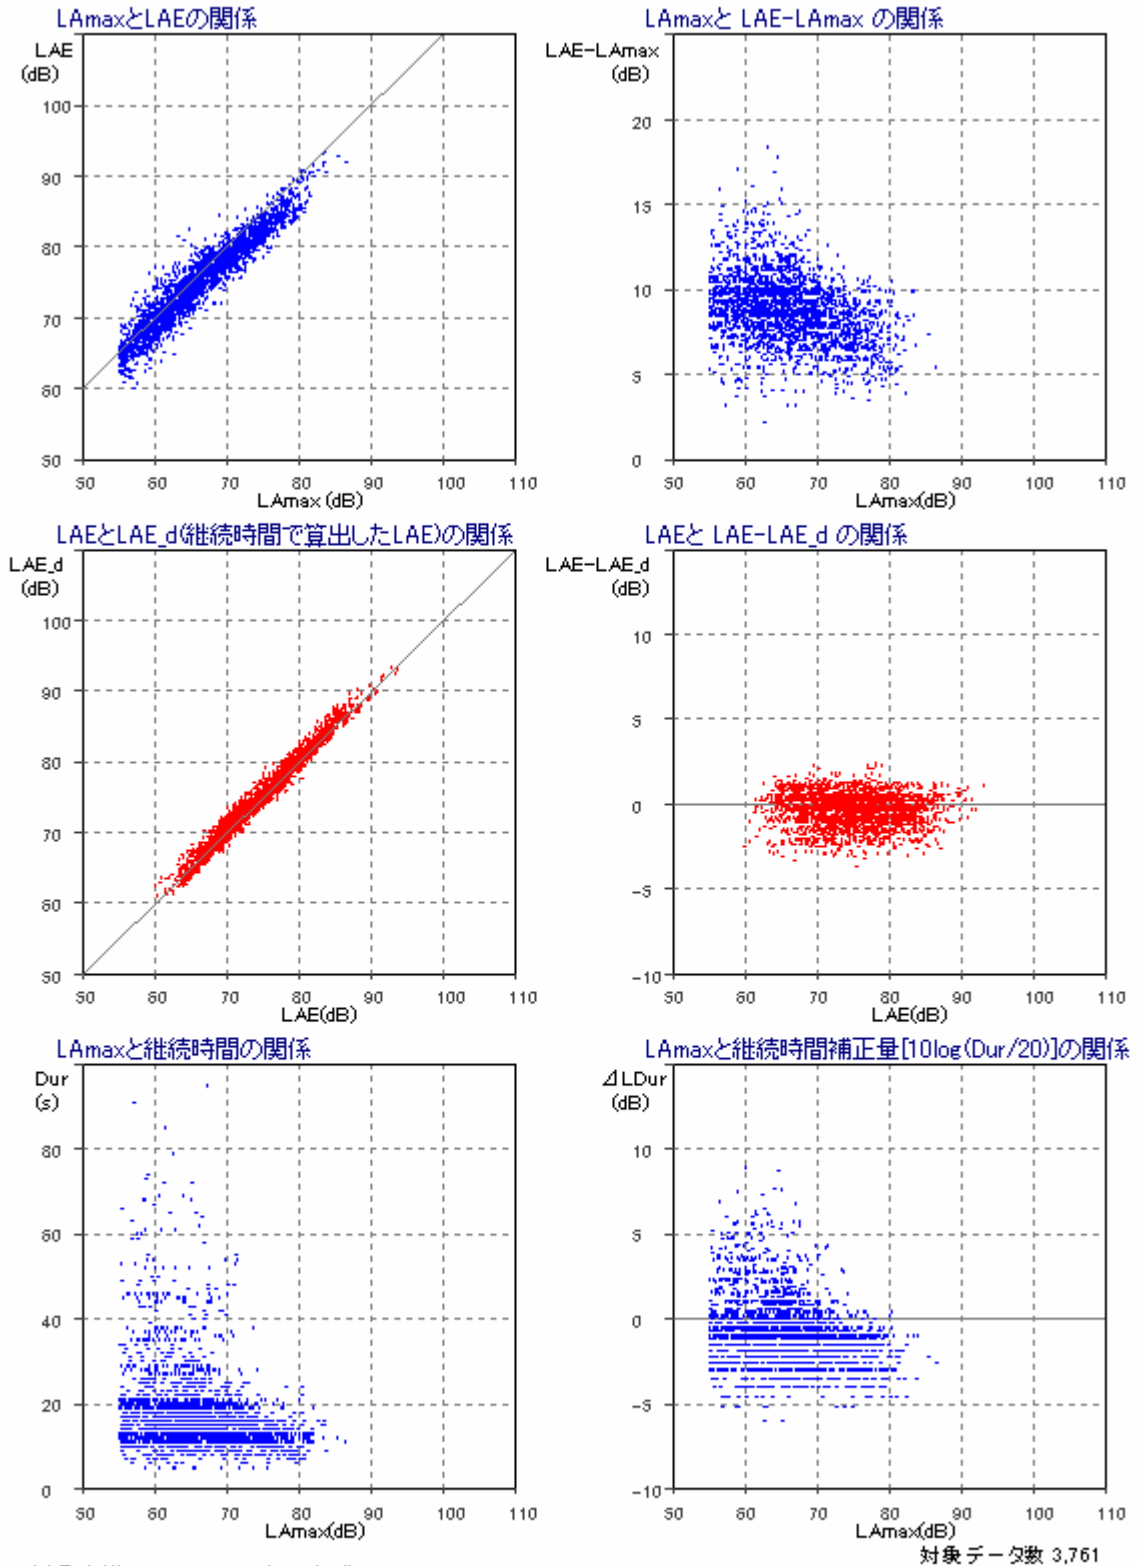 LAmaxとLAEの関係
LAE
(dB)
100
90
80
70
60
50
50 60 70 80 90 100 110
LAmax (dB)
LAmaxと LAE-LAmax の関係
LAE-LAmax
(dB)
20
15
10
5
0
50 60 70 80 90 100 110
LAmax(dB)
LAEとLAE_d(継続時間で算出したLAE)の関係
LAE_d
(dB)
100
90
80
70
60
50
50 60 70 80 90 100 110
LAE(dB)
LAEと LAE-LAE_d の関係
LAE-LAE_d
(dB)
10
5
0
-5
-10
50 60 70 80 90 100 110
LAE(dB)
LAmaxと継続時間の関係
Dur
(s)
80
60
40
20
0
50 60 70 80 90 100 110
LAmax(dB)
LAmaxと継続時間補正量[10log(Dur/20)]の関係
⊿LDur
(dB)
10
5
0
-5
-10
50 60 70 80 90 100 110
LAmax(dB)
対象データ数 3,761